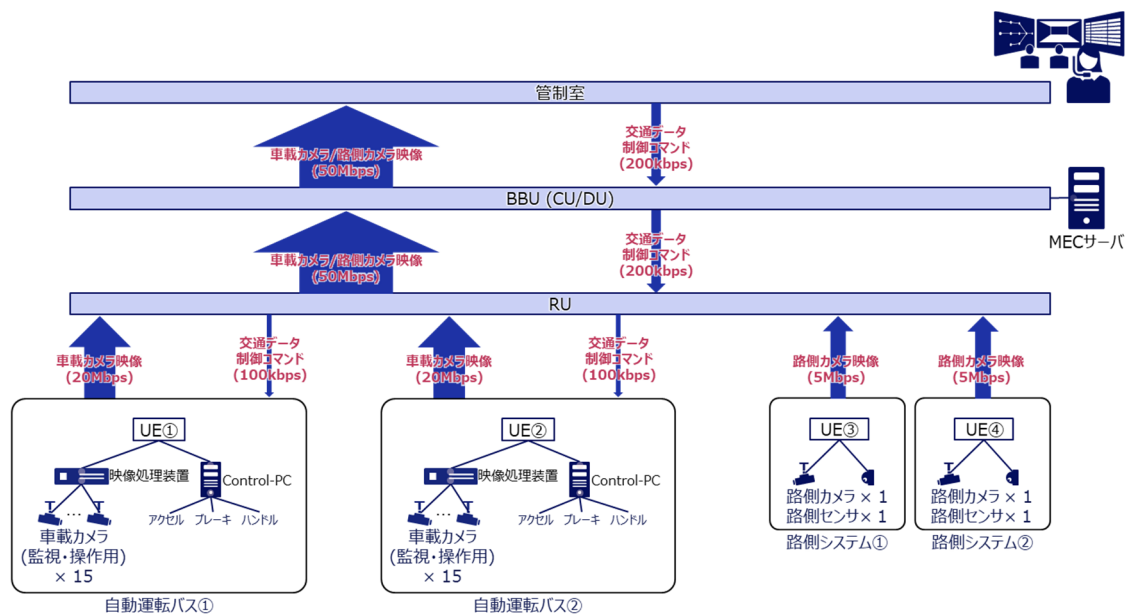 管制室
車載カメラ/路側カメラ映像
(50Mbps)
交通データ
制御コマンド
(200kbps)
BBU (CU/DU)
MECサーバ
車載カメラ/路側カメラ映像
(50Mbps)
交通データ
制御コマンド
(200kbps)
RU
車載カメラ映像
(20Mbps)
交通データ
制御コマンド
(100kbps)
車載カメラ映像
(20Mbps)
交通データ
制御コマンド
(100kbps)
路側カメラ映像
(5Mbps)
路側カメラ映像
(5Mbps)
UE①
映像処理装置
Control-PC
…
アクセル ブレーキ ハンドル
車載カメラ
(監視・操作用)
× 15
自動運転バス①
UE②
映像処理装置
Control-PC
…
アクセル ブレーキ ハンドル
車載カメラ
(監視・操作用)
× 15
自動運転バス②
UE③
路側カメラ × 1
路側センサ× 1
路側システム①
UE④
路側カメラ × 1
路側センサ× 1
路側システム②